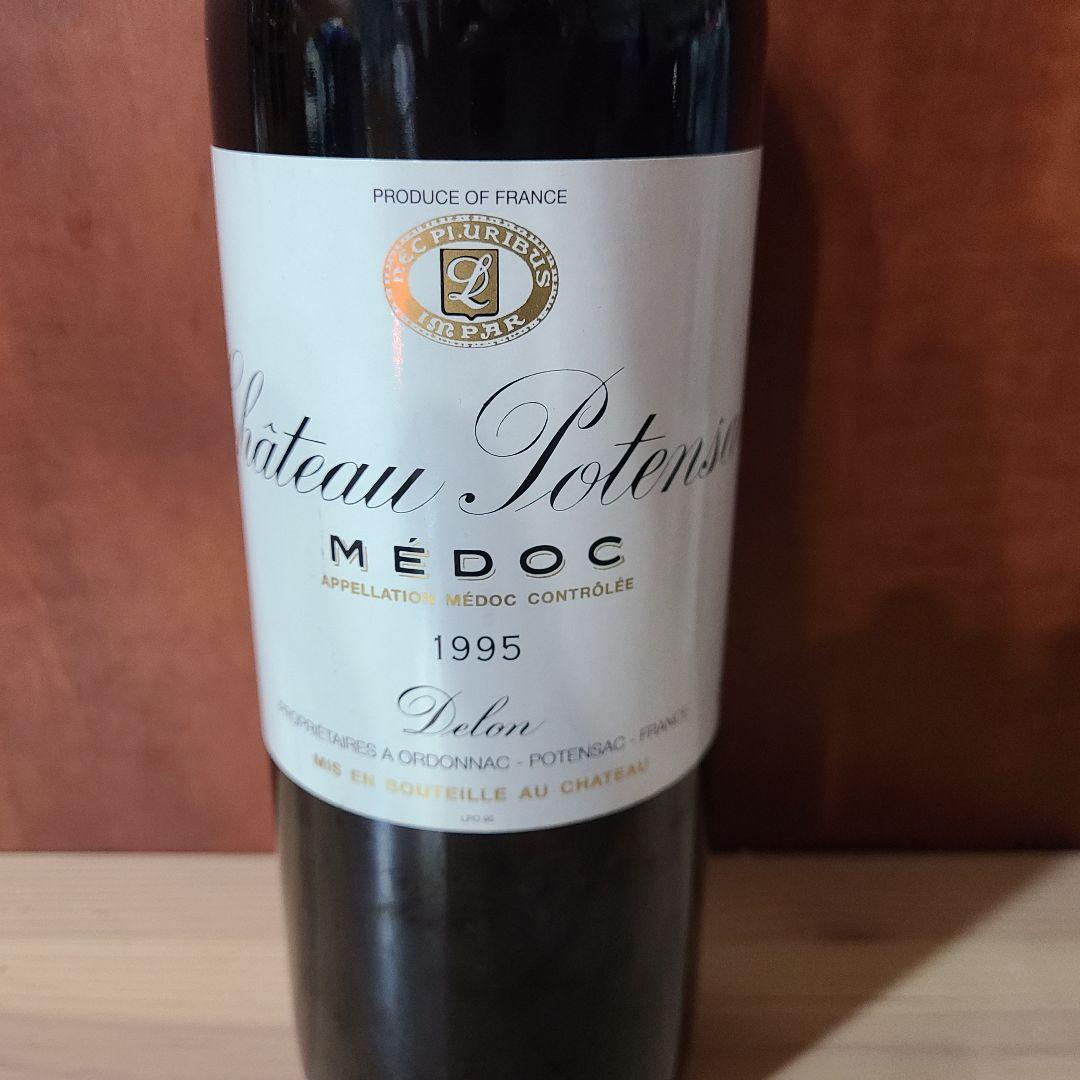 PRODUCE OF FRANCE
NEC PLURIBUS
L
IMPAR
Château Potensac
MÉDOC
APPELLATION MÉDOC CONTRÔLÉE
1995
Delon
PROPRIÉTAIRES A ORDONNAC - POTENSAC - FRANCE
MIS EN BOUTEILLE AU CHATEAU